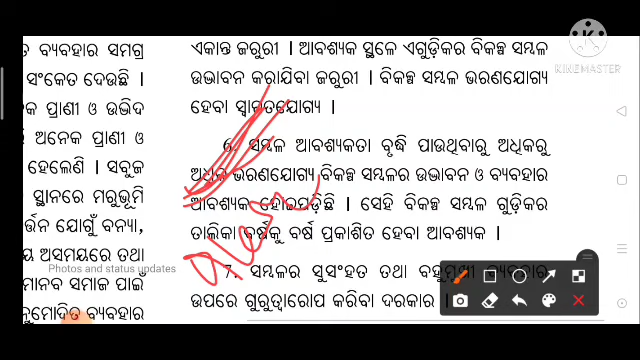 ତ ବ୍ୟବହାର ସମଗ୍ର
ସଂକେତ ଦେଉଛି ।
କ ପ୍ରାଣୀ ଓ ଉଦ୍ଭିଦ
ଅନେକ ପ୍ରାଣୀ ଓ
ହେଲେଣି । ସବୁଜ
ସ୍ଥାନରେ ମରୁଭୂମି
ର୍ତ୍ତନ ଯୋଗୁଁ ବନ୍ୟା,
ୟ ଅସମୟରେ ତଥା
ମାନବ ସମାଜ ପାଇଁ
ନୁମୋଦିତ ବ୍ୟବହାର
ଏକାନ୍ତ ଜରୁରୀ । ଆବଶ୍ୟକ ସ୍ଥଳେ ଏଗୁଡ଼ିକର ବିକଳ୍ପ ସମ୍ବଳ
ଉଦ୍ଭାବନ କରାଯିବା ଜରୁରୀ । ବିକଳ୍ପ ସମ୍ବଳ ଭରଣଯୋଗ୍ୟ
ହେବା ସ୍ୱାଗତଯୋଗ୍ୟ ।
6. ସମ୍ବଳ ଆବଶ୍ୟକତା ବୃଦ୍ଧି ପାଉଥିବାରୁ ଅଧିକରୁ
ଅଧିକ ଭରଣଯୋଗ୍ୟ ବିକଳ୍ପ ସମ୍ବଳର ଉଦ୍ଭାବନ ଓ ବ୍ୟବହାର
ଆବଶ୍ୟକ ହୋଇପଡ଼ିଛି । ସେହି ବିକଳ୍ପ ସମ୍ବଳ ଗୁଡ଼ିକର
ତାଲିକା ବର୍ଷକୁ ବର୍ଷ ପ୍ରକାଶିତ ହେବା ଆବଶ୍ୟକ ।
7. ସମ୍ବଳର ସୁସଂହତ ତଥା ବହୁମୁଖୀ ବ୍ୟବହାର
ଉପରେ ଗୁରୁତ୍ୱାରୋପ କରିବା ଦରକାର ।
Photos and status updates
KINEMASTER